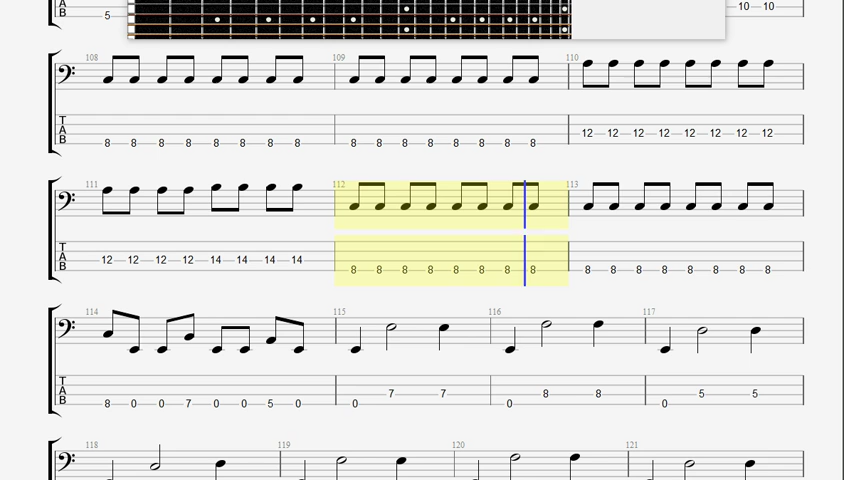 5 10 10
108 109 110
T A B 8 8 8 8 8 8 8 8 8 8 8 8 8 8 8 8 12 12 12 12 12 12 12 12
111 112 113
T A B 12 12 12 12 14 14 14 14 8 8 8 8 8 8 8 8 8 8 8 8 8 8 8 8
114 115 116 117
T A B 8 0 0 7 0 0 5 0 0 7 7 0 8 8 0 5 5
118 119 120 121